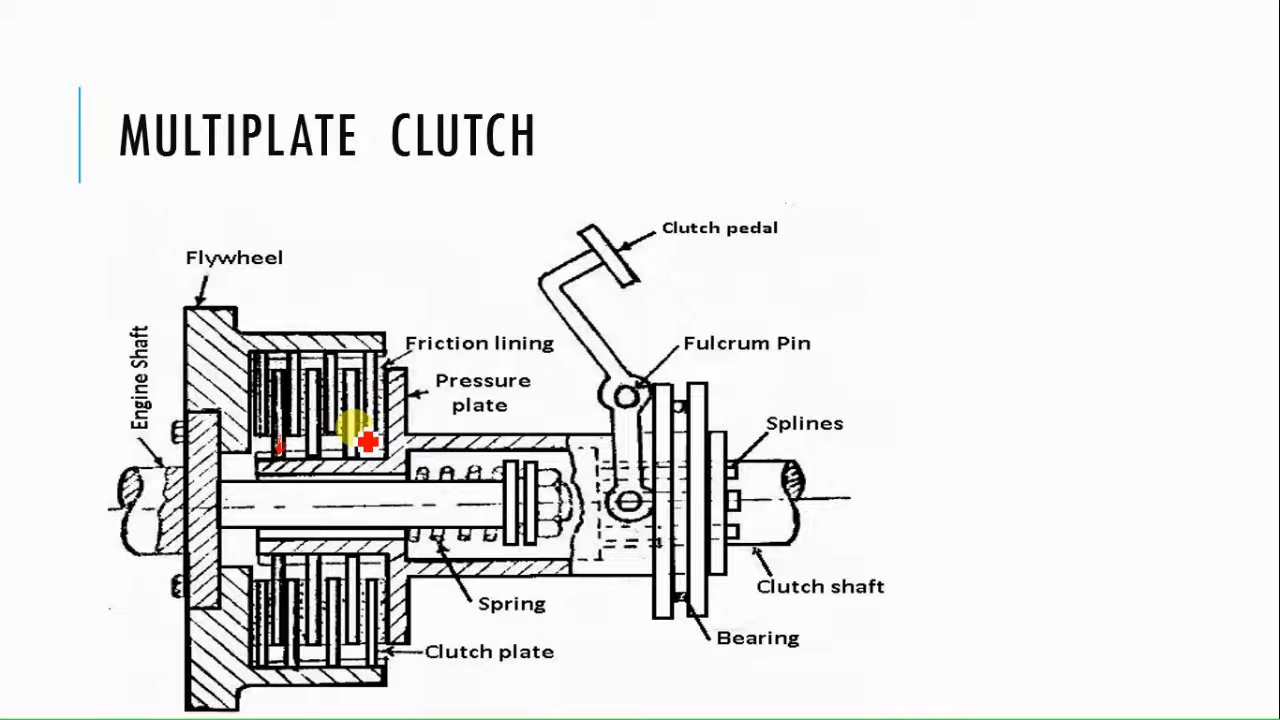 MULTIPLATE CLUTCH
Clutch pedal
Flywheel
Engine Shaft
Friction lining
Fulcrum Pin
Pressure
plate
Splines
Clutch shaft
Spring
Bearing
Clutch plate